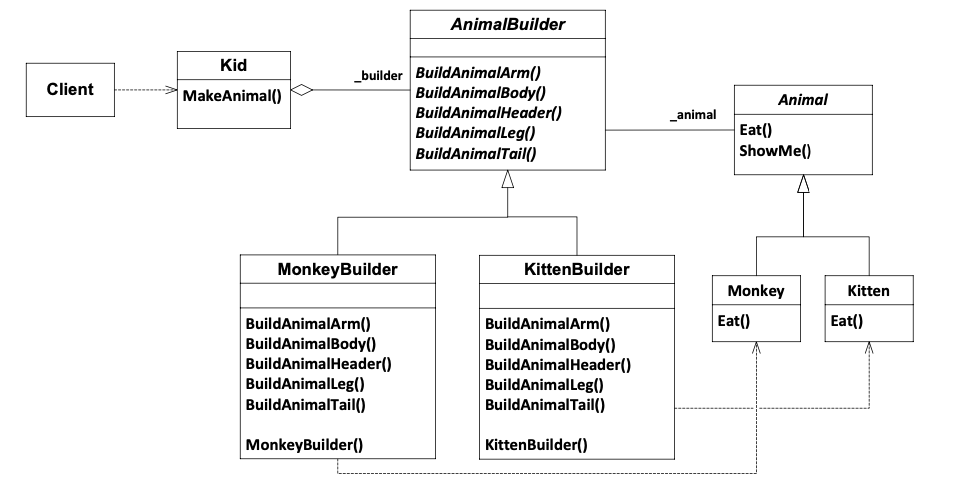 AnimalBuilder
BuildAnimalArm()
BuildAnimalBody()
BuildAnimalHeader()
BuildAnimalLeg()
BuildAnimalTail()
Client
Kid
MakeAnimal()
_builder
_animal
Animal
Eat()
ShowMe()
MonkeyBuilder
BuildAnimalArm()
BuildAnimalBody()
BuildAnimalHeader()
BuildAnimalLeg()
BuildAnimalTail()
MonkeyBuilder()
KittenBuilder
BuildAnimalArm()
BuildAnimalBody()
BuildAnimalHeader()
BuildAnimalLeg()
BuildAnimalTail()
KittenBuilder()
Monkey
Eat()
Kitten
Eat()